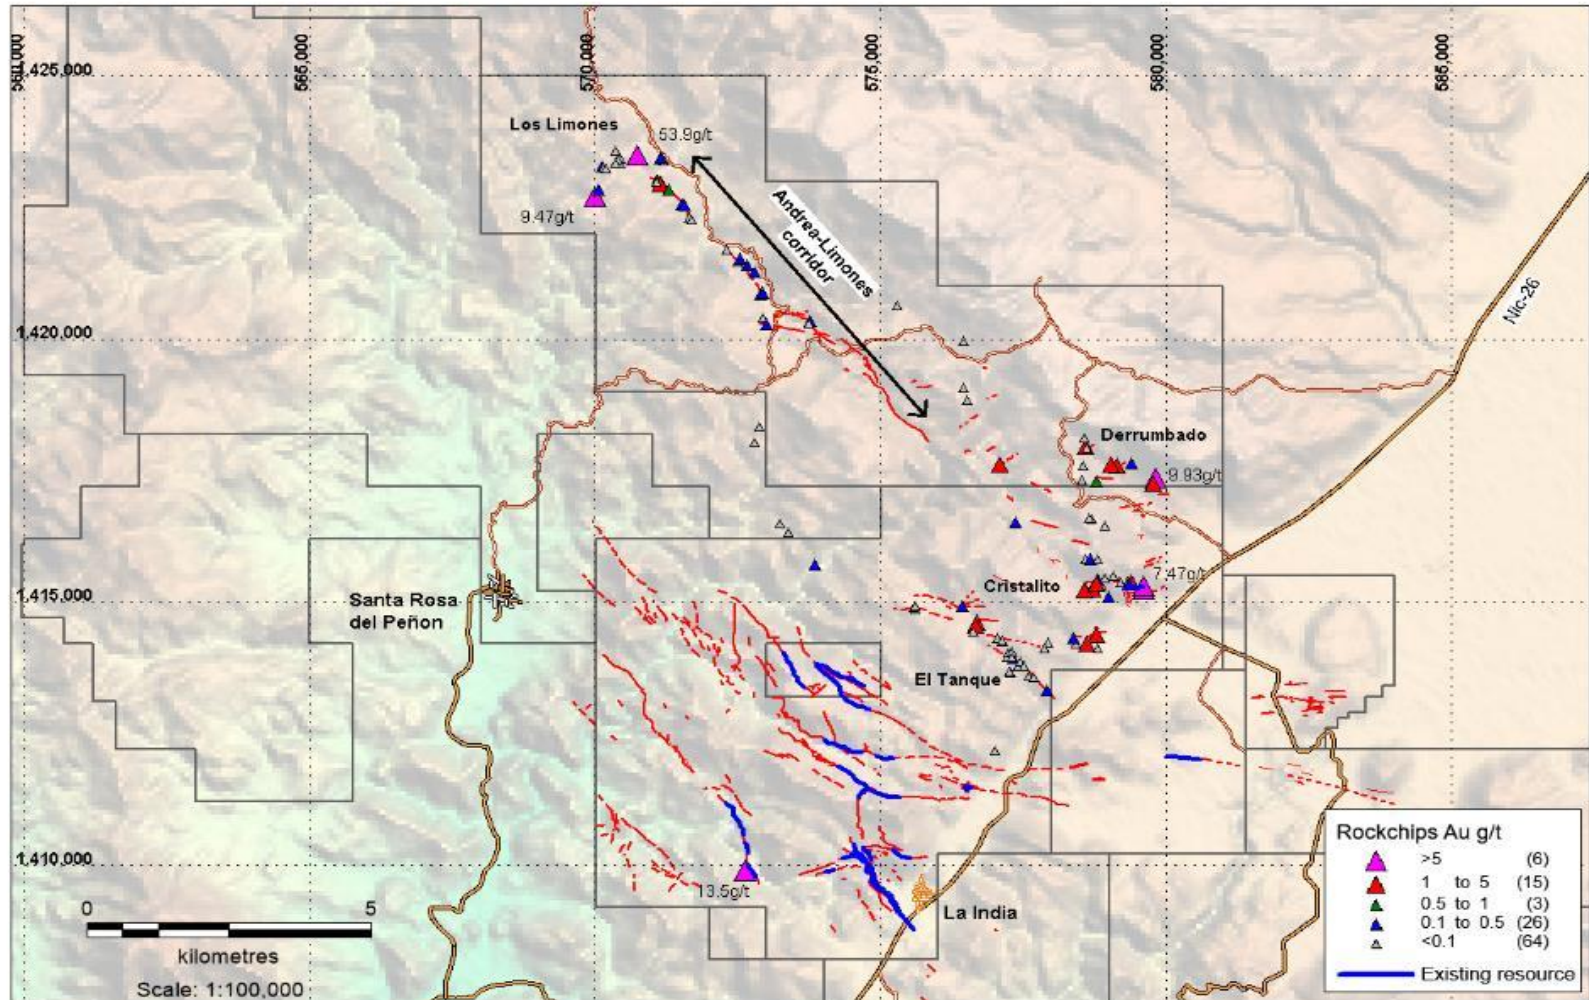 560,000
565,000
570,000
575,000
580,000
585,000
1,425,000
Los Limones
53.9g/t
9.47g/t
Andrea-Limones
corridor
Nic-26
1,420,000
Derrumbado
9.93g/t
Cristalito
7.47g/t
1,415,000
Santa Rosa
del Peñon
El Tanque
1,410,000
13.5g/t
La India
0 5
kilometres
Scale: 1:100,000
Rockchips Au g/t
>5 (6)
1 to 5 (15)
0.5 to 1 (3)
0.1 to 0.5 (26)
<0.1 (64)
Existing resource